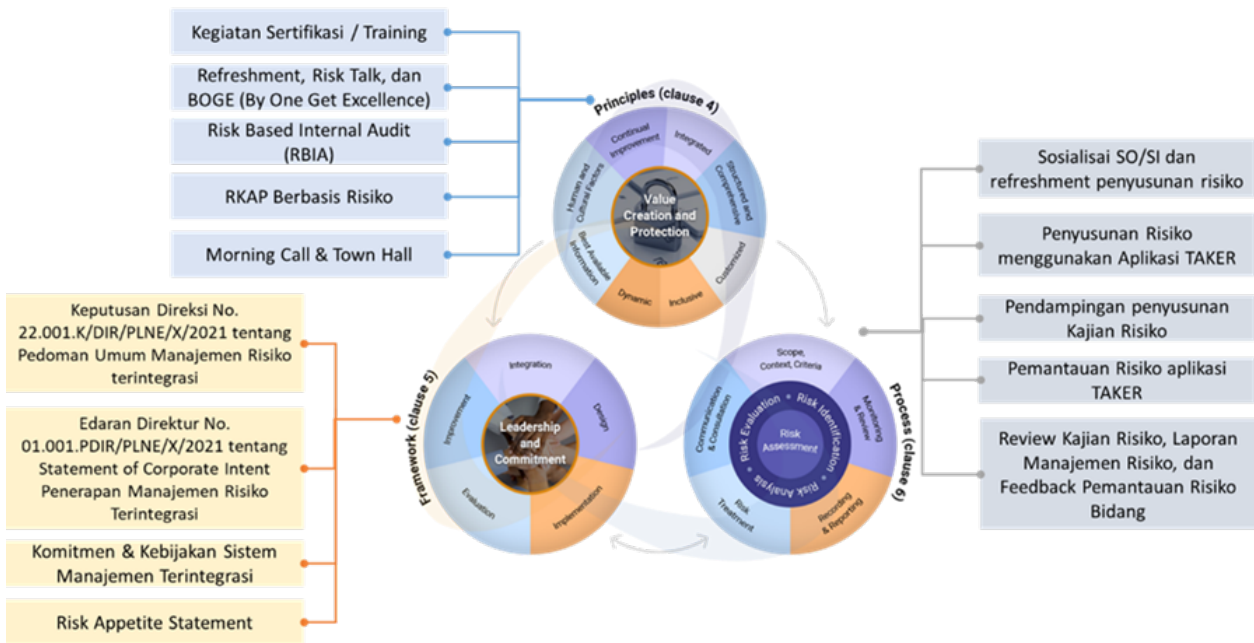 Kegiatan Sertifikasi / Training
Refreshment, Risk Talk, dan
BOGE (By One Get Excellence)
Risk Based Internal Audit
(RBIA)
RKAP Berbasis Risiko
Morning Call & Town Hall
Keputusan Direksi No.
22.001.K/DIR/PLNE/X/2021 tentang
Pedoman Umum Manajemen Risiko
terintegrasi
Edaran Direktur No.
01.001.PDIR/PLNE/X/2021 tentang
Statement of Corporate Intent
Penerapan Manajemen Risiko
Terintegrasi
Komitmen & Kebijakan Sistem
Manajemen Terintegrasi
Risk Appetite Statement
Principles (clause 4)
Continual
Improvement
Integrated
Structured and
Comprehensive
Customized
Inclusive
Dynamic
Best Available
Information
Human and
Cultural Factors
Value
Creation and
Protection
Framework (clause 5)
Integration
Design
Implementation
Evaluation
Improvement
Leadership
and
Commitment
Process (clause 6)
Scope,
Context, Criteria
Monitoring
& Review
Recording
& Reporting
Risk
Treatment
Communication
& Consultation
Risk Identification
Risk Analysis
Risk Evaluation
Risk
Assessment
Sosialisai SO/SI dan
refreshment penyusunan risiko
Penyusunan Risiko
menggunakan Aplikasi TAKER
Pendampingan penyusunan
Kajian Risiko
Pemantauan Risiko aplikasi
TAKER
Review Kajian Risiko, Laporan
Manajemen Risiko, dan
Feedback Pemantauan Risiko
Bidang